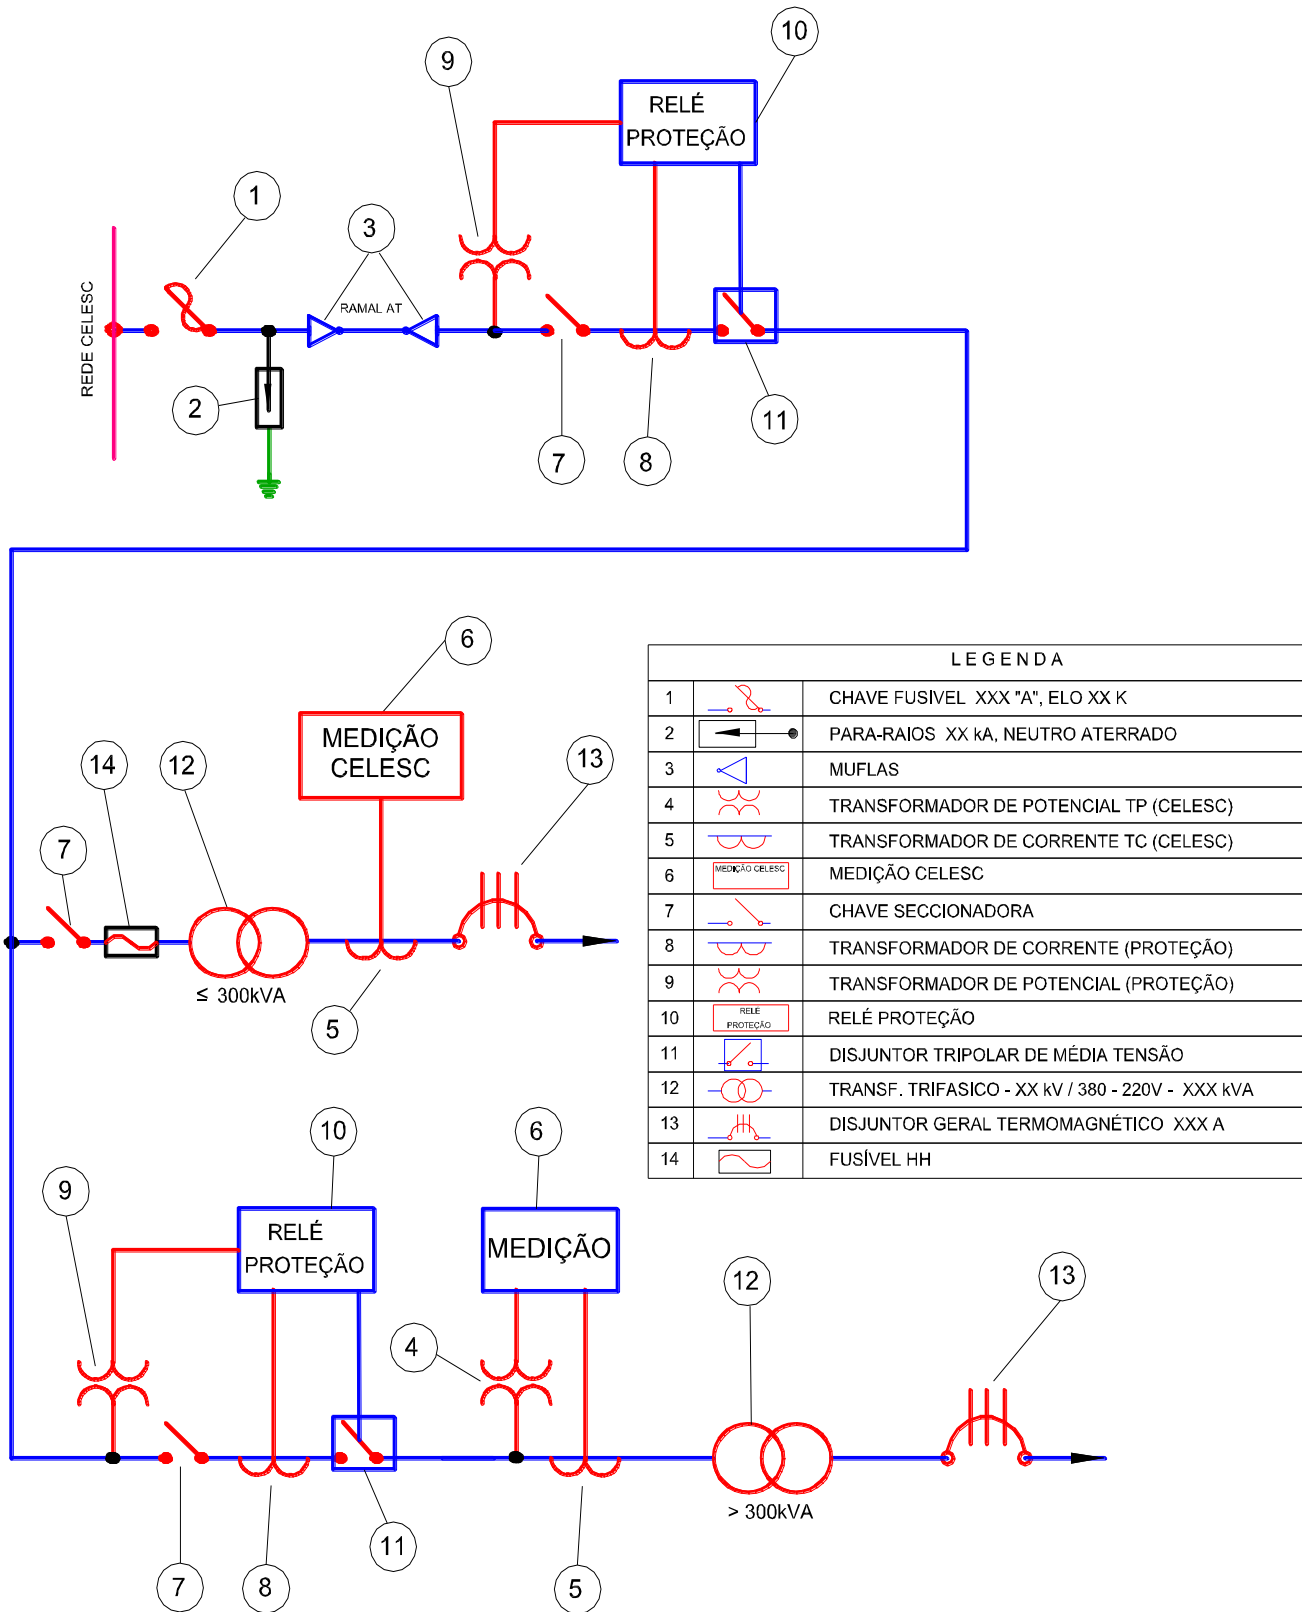 10
9
RELÉ
PROTEÇÃO
1
3
RAMAL AT
REDE CELESC
2
11
7
8
6
MEDIÇÃO
CELESC
14
12
13
7
≤ 300kVA
5
LEGENDA
1 CHAVE FUSIVEL XXX "A", ELO XX K
2 PARA-RAIOS XX kA, NEUTRO ATERRADO
3 MUFLAS
4 TRANSFORMADOR DE POTENCIAL TP (CELESC)
5 TRANSFORMADOR DE CORRENTE TC (CELESC)
6 MEDIÇÃO CELESC MEDIÇÃO CELESC
7 CHAVE SECCIONADORA
8 TRANSFORMADOR DE CORRENTE (PROTEÇÃO)
9 TRANSFORMADOR DE POTENCIAL (PROTEÇÃO)
10 RELE PROTEÇÃO RELÉ PROTEÇÃO
11 DISJUNTOR TRIPOLAR DE MÉDIA TENSÃO
12 TRANSF. TRIFASICO - XX kV / 380 - 220V - XXX kVA
13 DISJUNTOR GERAL TERMOMAGNÉTICO XXX A
14 FUSÍVEL HH
10
6
9
RELÉ
PROTEÇÃO
MEDIÇÃO
12
13
4
> 300kVA
11
7
8
5